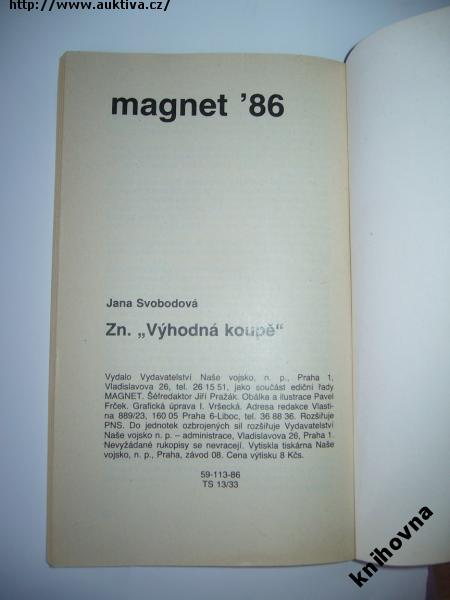 http://www.auktiva.cz/
magnet ’86
Jana Svobodová
Zn. „Výhodná koupě“
Vydalo Vydavatelství Naše vojsko, n. p., Praha 1,
Vladislavova 26, tel. 26 15 51, jako součást ediční řady
MAGNET. Šéfredaktor Jiří Pražák. Obálka a ilustrace Pavel
Frček. Grafická úprava I. Vršecká. Adresa redakce Vlasti-
na 889/23, 160 05 Praha 6-Liboc, tel. 36 88 36. Rozšiřuje
PNS. Do jednotek ozbrojených sil rozšiřuje Vydavatelství
Naše vojsko n. p. – administrace, Vladislavova 26, Praha 1.
Nevyžádané rukopisy se nevracejí. Vytiskla tiskárna Naše
vojsko, n. p., Praha, závod 08. Cena výtisku 8 Kčs.
59-113-86
TS 13/33
knihovna